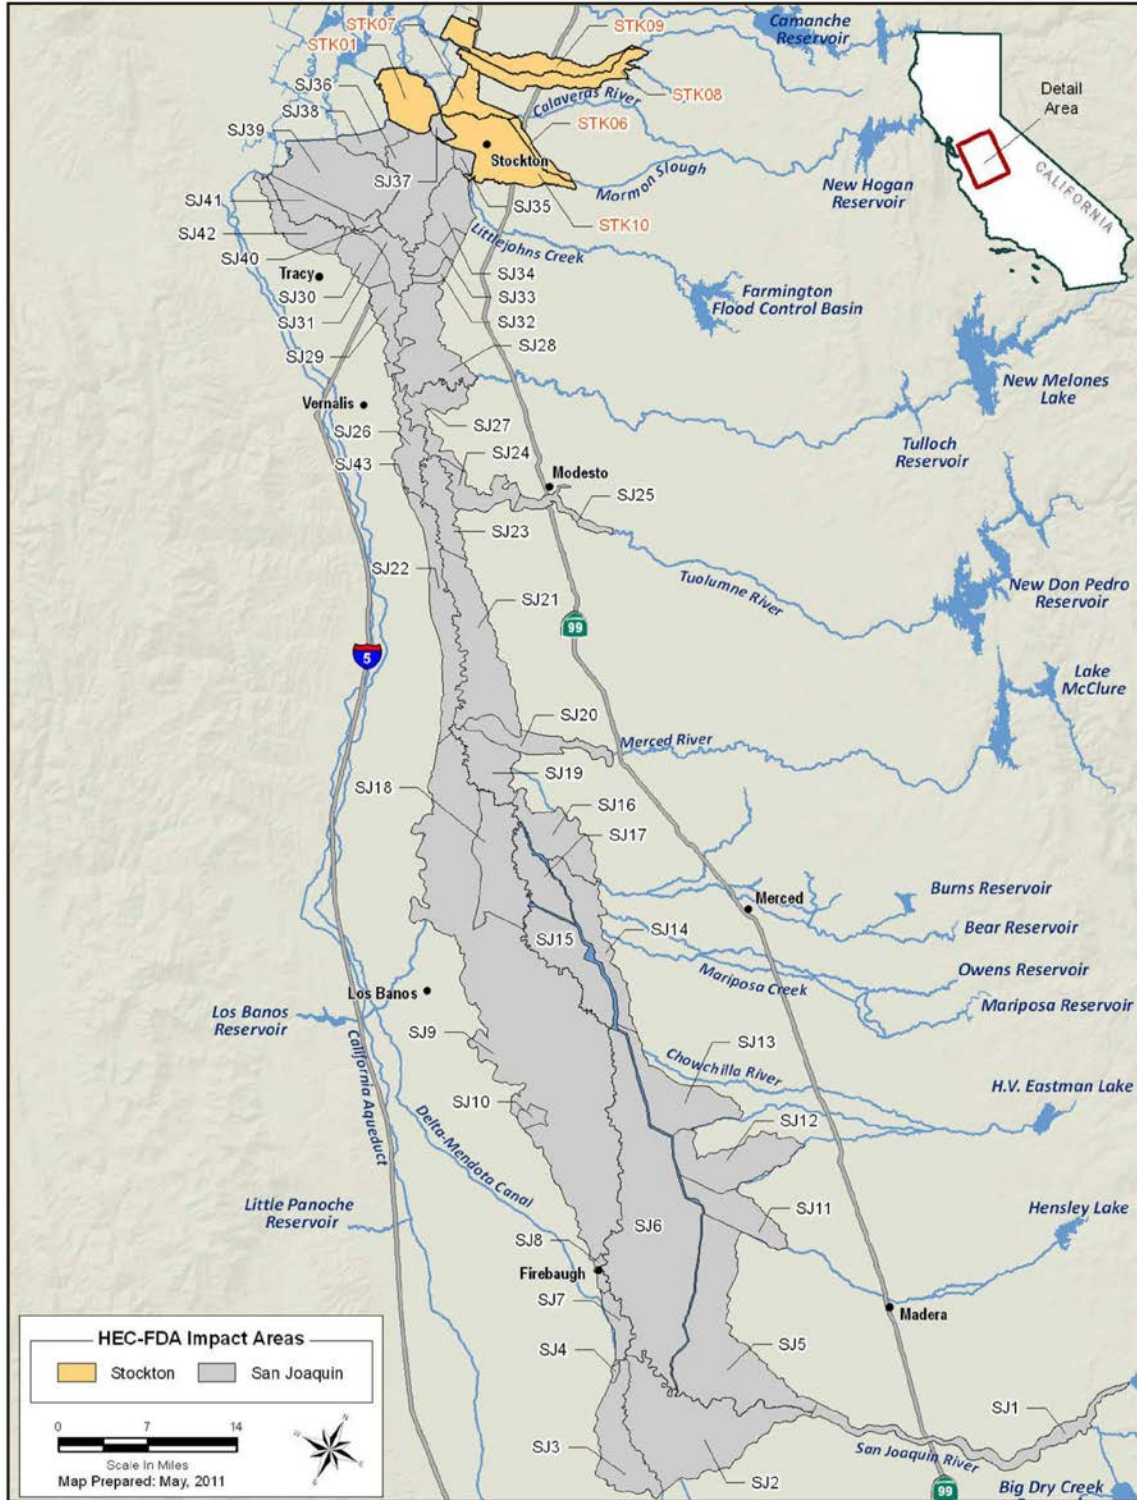 STK07
STK09
Camanche
Reservoir
STK01
SJ36
SJ38
SJ39
STK08
Calaveras River
STK06
Detail
Area
CALIFORNIA
Stockton
SJ37
Mormon Slough
New Hogan
Reservoir
SJ35
STK10
SJ41
SJ42
SJ40
Littlejohns Creek
Tracy
SJ34
SJ30
SJ33
SJ31
SJ32
Farmington
Flood Control Basin
SJ29
SJ28
New Melones
Lake
Vernalis
SJ27
SJ26
Tulloch
Reservoir
SJ24
SJ43
Modesto
SJ25
SJ23
SJ22
Tuolumne River
New Don Pedro
Reservoir
SJ21
99
5
Lake
McClure
SJ20
Merced River
SJ19
SJ18
SJ16
SJ17
Burns Reservoir
Merced
Bear Reservoir
SJ14
SJ15
Owens Reservoir
Mariposa Creek
Mariposa Reservoir
Los Banos
Los Banos
Reservoir
SJ9
SJ13
California Aqueduct
Chowchilla River
H.V. Eastman Lake
SJ10
SJ12
Delta-Mendota Canal
Little Panoche
Reservoir
SJ11
Hensley Lake
SJ6
SJ8
Firebaugh
SJ7
Madera
SJ4
SJ5
HEC-FDA Impact Areas
Stockton
San Joaquin
0 7 14
Scale In Miles
Map Prepared: May, 2011
N
E
S
W
SJ1
SJ3
San Joaquin River
SJ2
99
Big Dry Creek